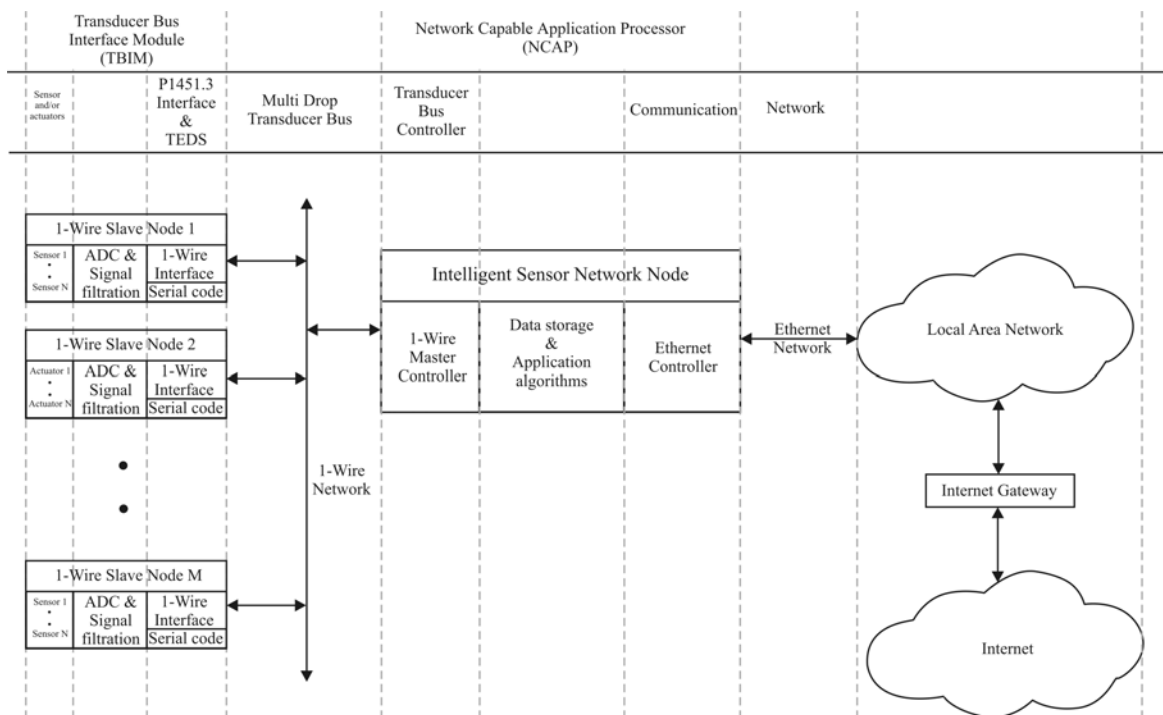 Transducer Bus
Interface Module
(TBIM)
Network Capable Application Processor
(NCAP)
Sensor
and/or
actuators
P1451.3
Interface
&
TEDS
Multi Drop
Transducer Bus
Transducer
Bus
Controller
Communication
Network
1-Wire Slave Node 1
Sensor 1
Sensor N
ADC &
Signal
filtration
1-Wire
Interface
Serial code
1-Wire Slave Node 2
Actuator 1
Actuator N
ADC &
Signal
filtration
1-Wire
Interface
Serial code
1-Wire Slave Node M
Sensor 1
Sensor N
ADC &
Signal
filtration
1-Wire
Interface
Serial code
1-Wire
Network
Intelligent Sensor Network Node
1-Wire
Master
Controller
Data storage
&
Application
algorithms
Ethernet
Controller
Ethernet
Network
Local Area Network
Internet Gateway
Internet